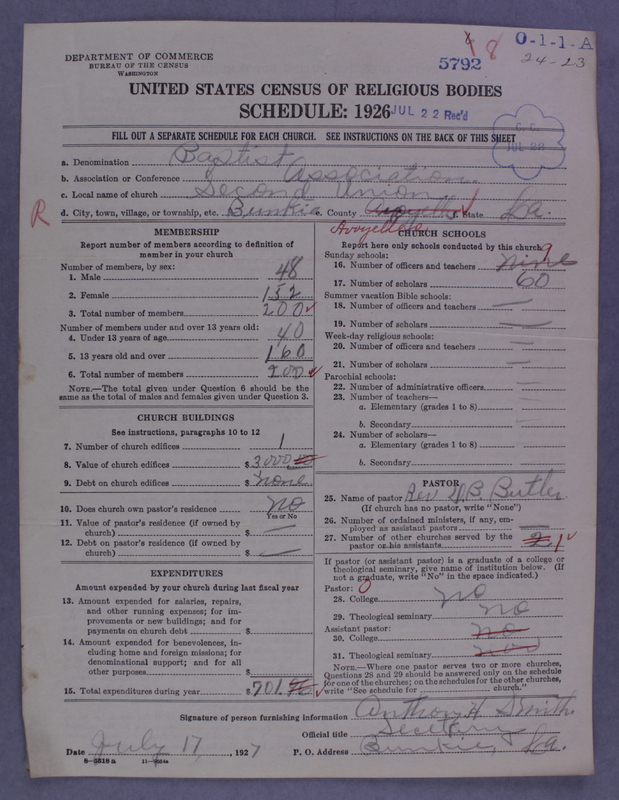 DEPARTMENT OF COMMERCE
BUREAU OF THE CENSUS
WASHINGTON
5792
8
O-1-1-A
24-23
UNITED STATES CENSUS OF RELIGIOUS BODIES
SCHEDULE: 1926
JUL 22 Rec'd
FILL OUT A SEPARATE SCHEDULE FOR EACH CHURCH. SEE INSTRUCTIONS ON THE BACK OF THIS SHEET
a. Denomination Baptist
b. Association or Conference Association
c. Local name of church Second Union
R
d. City, town, village, or township, etc. Bunkie e. County f. State La.
Avoyelles
MEMBERSHIP
Report number of members according to definition of
member in your church
Number of members, by sex:
1. Male 48
2. Female 152
3. Total number of members 200
Number of members under and over 13 years old:
4. Under 13 years of age 40
5. 13 years old and over 160
6. Total number of members 200
NOTE.—The total given under Question 6 should be the
same as the total of males and females given under Question 3.
CHURCH BUILDINGS
See instructions, paragraphs 10 to 12
7. Number of church edifices 1
8. Value of church edifices $ 3,000.00
9. Debt on church edifices $ none
10. Does church own pastor's residence no
Yes or No
11. Value of pastor's residence (if owned by
church) $ —
12. Debt on pastor's residence (if owned by
church) $ —
EXPENDITURES
Amount expended by your church during last fiscal year
13. Amount expended for salaries, repairs,
and other running expenses; for im-
provements or new buildings; and for
payments on church debt $
14. Amount expended for benevolences, in-
cluding home and foreign missions; for
denominational support; and for all
other purposes $
15. Total expenditures during year $ 701
CHURCH SCHOOLS
Report here only schools conducted by this church
Sunday schools:
16. Number of officers and teachers nine 9
17. Number of scholars 60
Summer vacation Bible schools:
18. Number of officers and teachers —
19. Number of scholars —
Week-day religious schools:
20. Number of officers and teachers —
21. Number of scholars —
Parochial schools:
22. Number of administrative officers —
23. Number of teachers—
a. Elementary (grades 1 to 8) —
b. Secondary —
24. Number of scholars—
a. Elementary (grades 1 to 8) —
b. Secondary —
PASTOR
25. Name of pastor Rev. W. B. Butler
(If church has no pastor, write "None")
26. Number of ordained ministers, if any, em-
ployed as assistant pastors —
27. Number of other churches served by the
pastor or his assistants 2 1
If pastor (or assistant pastor) is a graduate of a college or
theological seminary, give name of institution below. (If
not a graduate, write "No" in the space indicated.)
Pastor: 0
28. College no
29. Theological seminary no
Assistant pastor:
30. College no
31. Theological seminary no
NOTE.—Where one pastor serves two or more churches,
Questions 28 and 29 should be answered only on the schedule
for one of the churches; on the schedules for the other churches,
write "See schedule for church."
Signature of person furnishing information Anthony H. Smith
Official title Secretary
Date July 17, 1927
P. O. Address Bunkie, La.
8—5518a